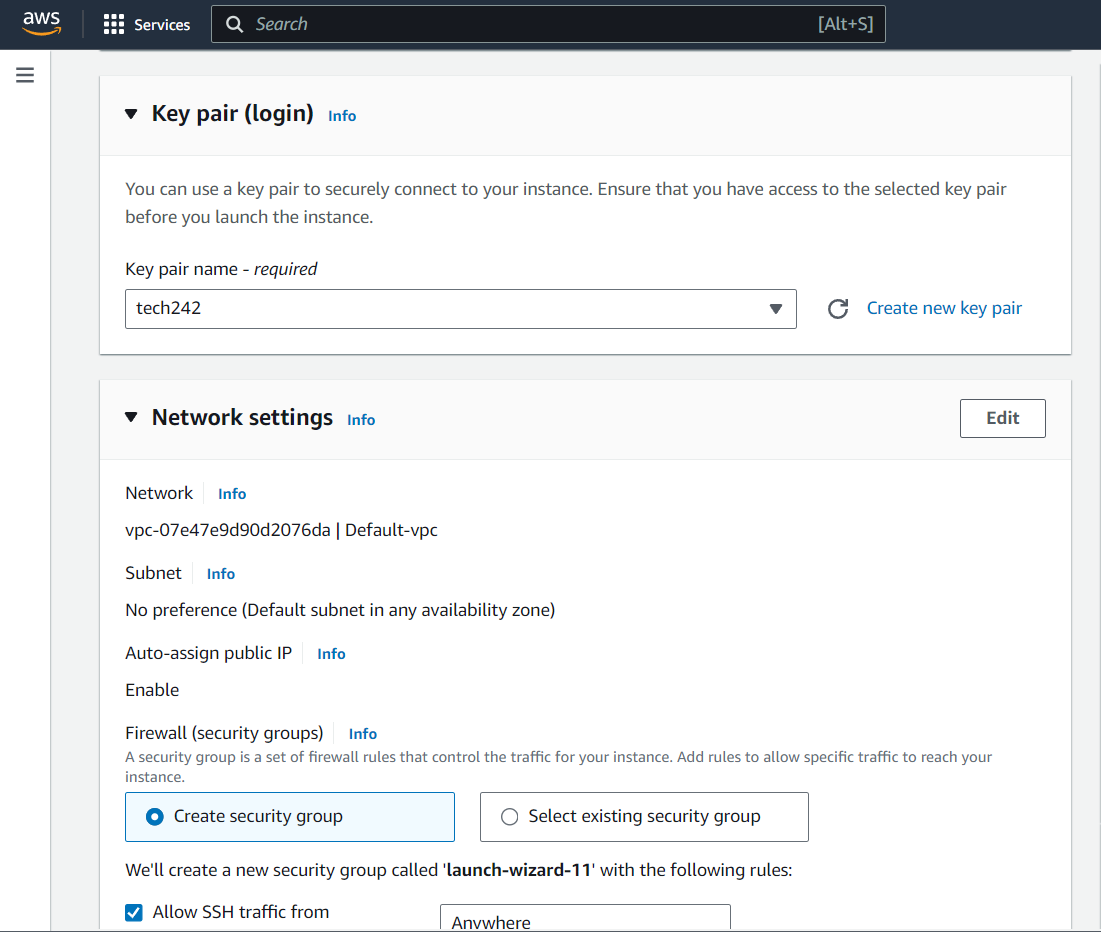 aws Services Search [Alt+S]
Key pair (login) Info
You can use a key pair to securely connect to your instance. Ensure that you have access to the selected key pair
before you launch the instance.
Key pair name - required
tech242 Create new key pair
Network settings Info Edit
Network Info
vpc-07e47e9d90d2076da | Default-vpc
Subnet Info
No preference (Default subnet in any availability zone)
Auto-assign public IP Info
Enable
Firewall (security groups) Info
A security group is a set of firewall rules that control the traffic for your instance. Add rules to allow specific traffic to reach your
instance.
Create security group Select existing security group
We'll create a new security group called 'launch-wizard-11' with the following rules:
Allow SSH traffic from Anywhere